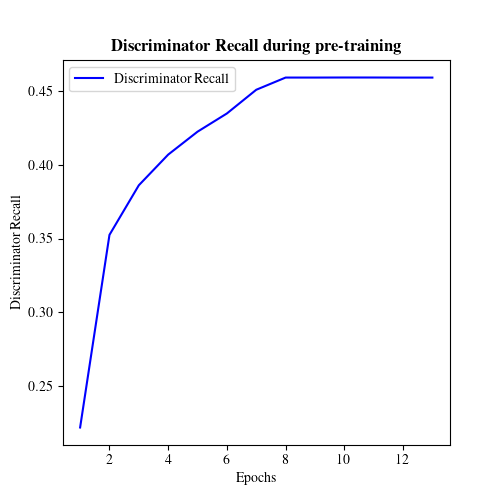 Discriminator Recall during pre-training
Discriminator Recall
0.45
0.40
0.35
0.30
0.25
Discriminator Recall
2 4 6 8 10 12
Epochs